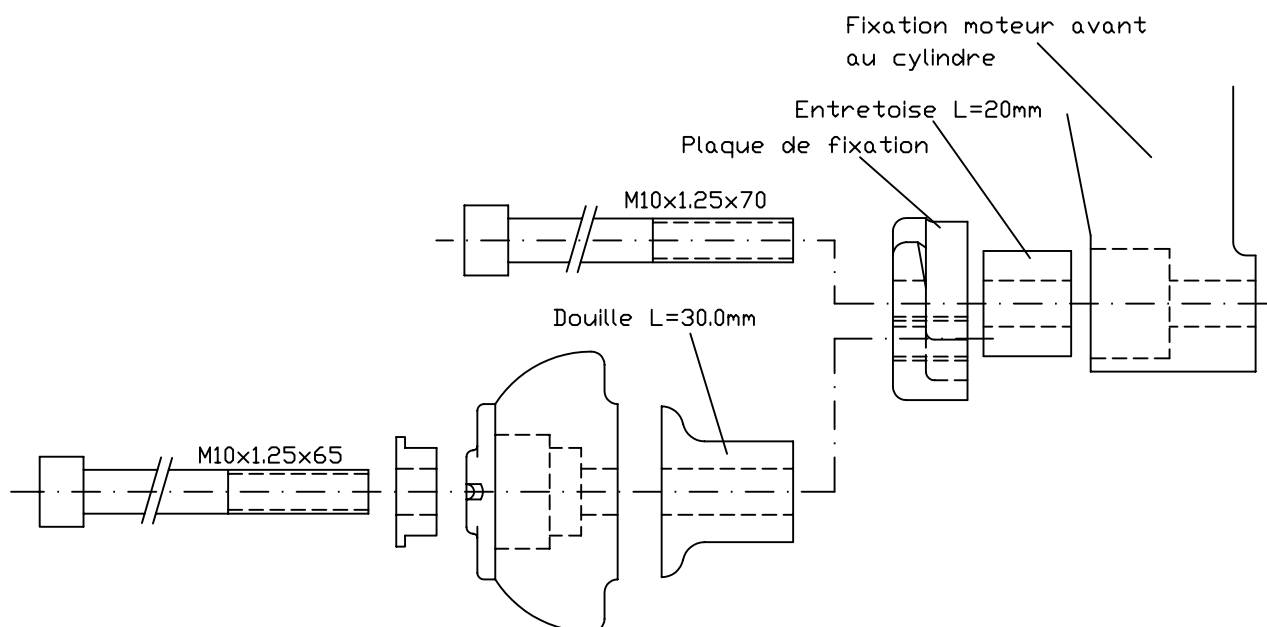 Fixation moteur avant
au cylindre
Entretoise L=20mm
Plaque de fixation
M10x1.25x70
Douille L=30.0mm
M10x1.25x65